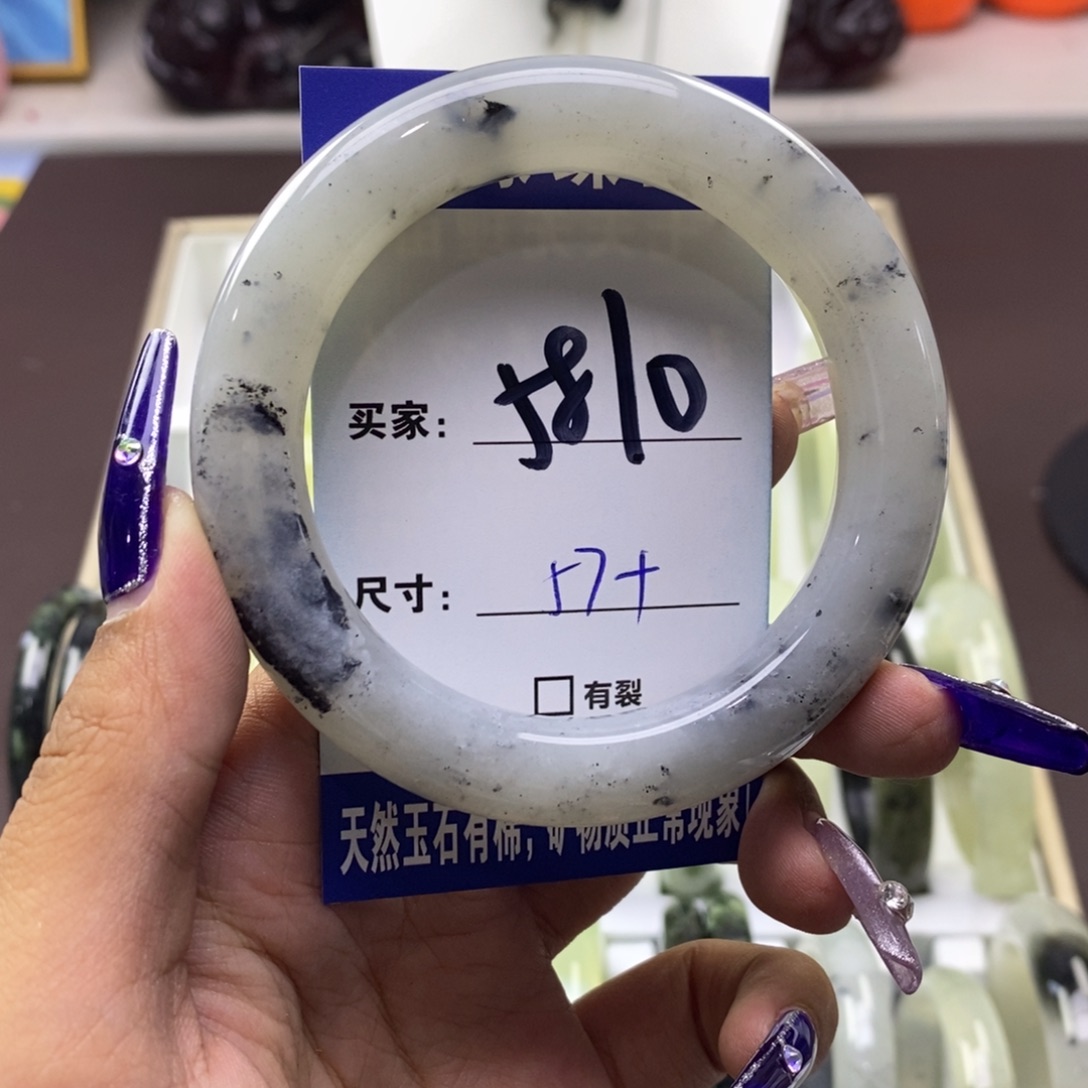 买家: 5810
尺寸: 57+
□有裂
天然玉石有棉,矿物质正常现象!